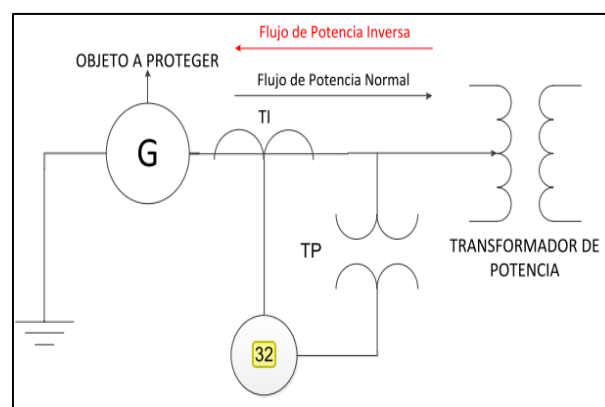 Flujo de Potencia Inversa
OBJETO A PROTEGER
Flujo de Potencia Normal
TI
G
TP
TRANSFORMADOR DE
POTENCIA
32